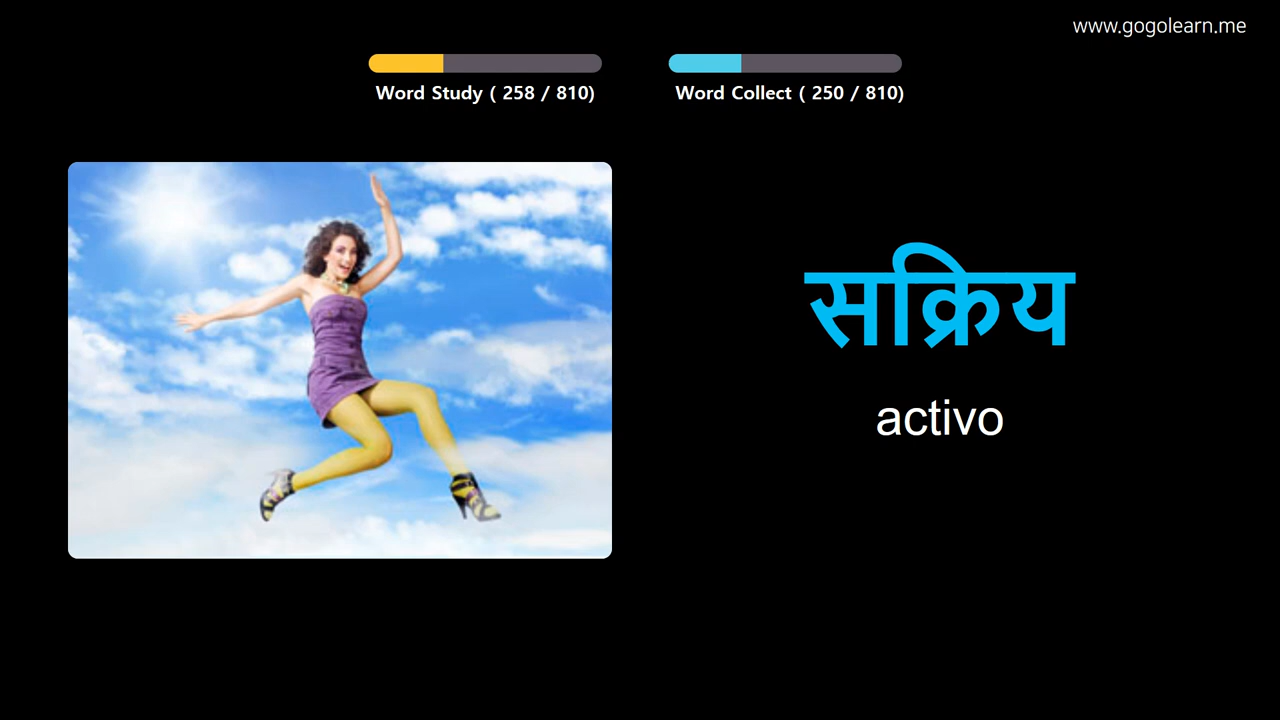 www.gogolearn.me
Word Study ( 258 / 810)
Word Collect ( 250 / 810)
सक्रिय
activo